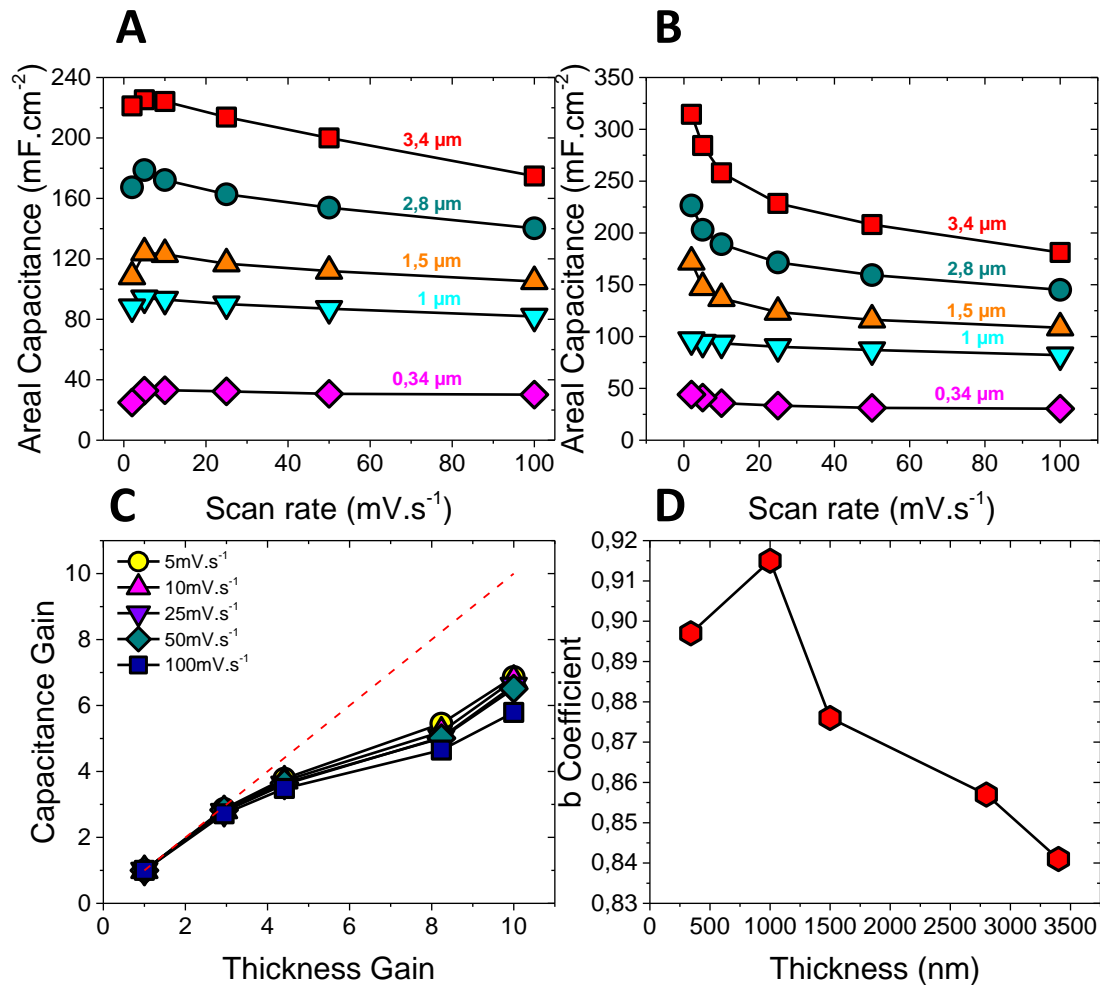 A
Areal Capacitance (mF.cm⁻²)
240
200
160
120
80
40
0
3,4 µm
2,8 µm
1,5 µm
1 µm
0,34 µm
0 20 40 60 80 100
Scan rate (mV.s⁻¹)
B
Areal Capacitance (mF.cm⁻²)
350
300
250
200
150
100
50
0
3,4 µm
2,8 µm
1,5 µm
1 µm
0,34 µm
0 20 40 60 80 100
Scan rate (mV.s⁻¹)
C
Capacitance Gain
10
8
6
4
2
0
5mV.s⁻¹
10mV.s⁻¹
25mV.s⁻¹
50mV.s⁻¹
100mV.s⁻¹
0 2 4 6 8 10
Thickness Gain
D
b Coefficient
0,92
0,91
0,90
0,89
0,88
0,87
0,86
0,85
0,84
0,83
0 500 1000 1500 2000 2500 3000 3500
Thickness (nm)